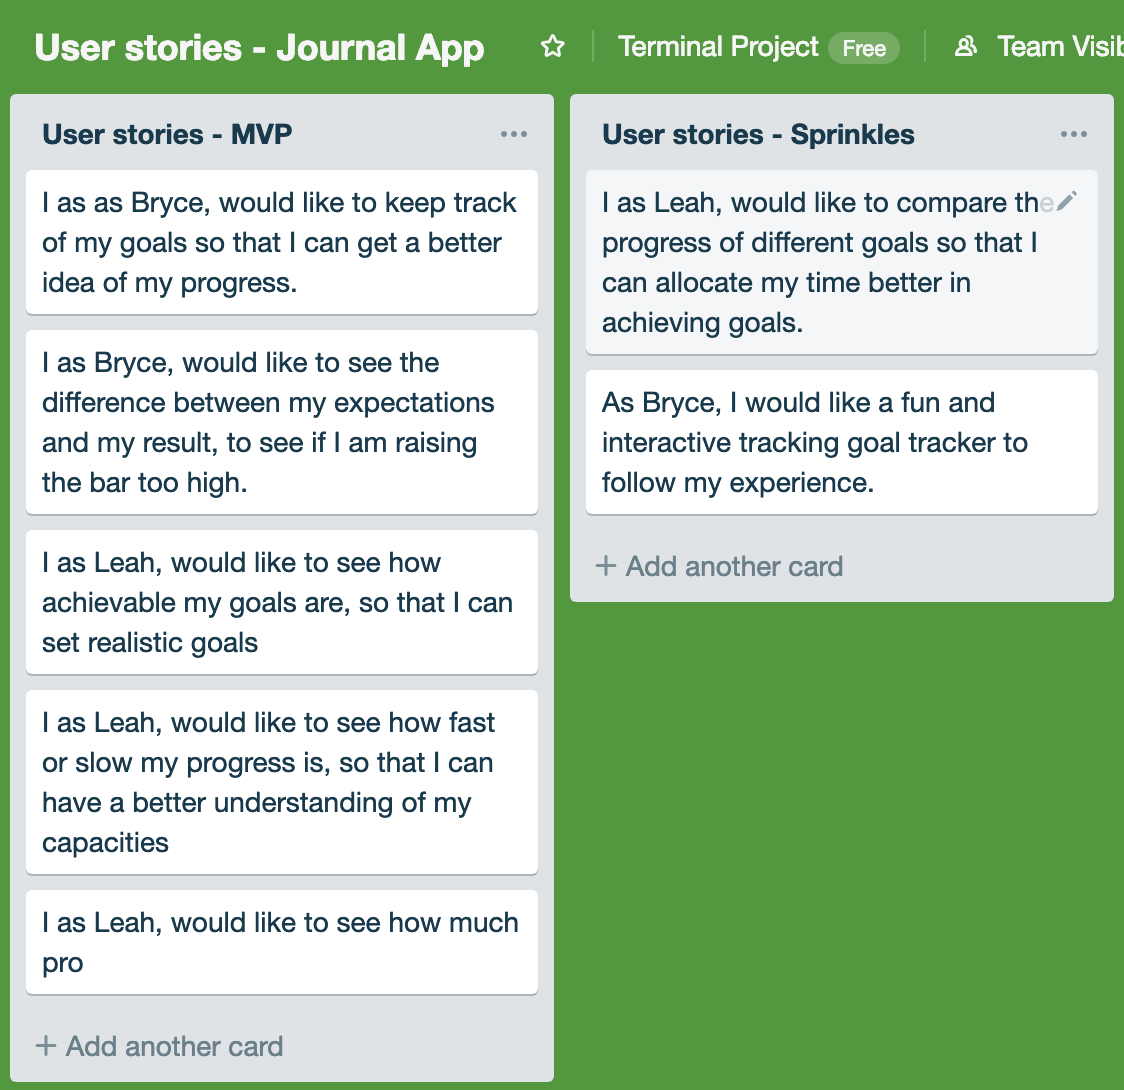 User stories - Journal App
Terminal Project
Free
Team Visib
User stories - MVP
I as as Bryce, would like to keep track
of my goals so that I can get a better
idea of my progress.
I as Bryce, would like to see the
difference between my expectations
and my result, to see if I am raising
the bar too high.
I as Leah, would like to see how
achievable my goals are, so that I can
set realistic goals
I as Leah, would like to see how fast
or slow my progress is, so that I can
have a better understanding of my
capacities
I as Leah, would like to see how much
pro
+ Add another card
User stories - Sprinkles
I as Leah, would like to compare the
progress of different goals so that I
can allocate my time better in
achieving goals.
As Bryce, I would like a fun and
interactive tracking goal tracker to
follow my experience.
+ Add another card